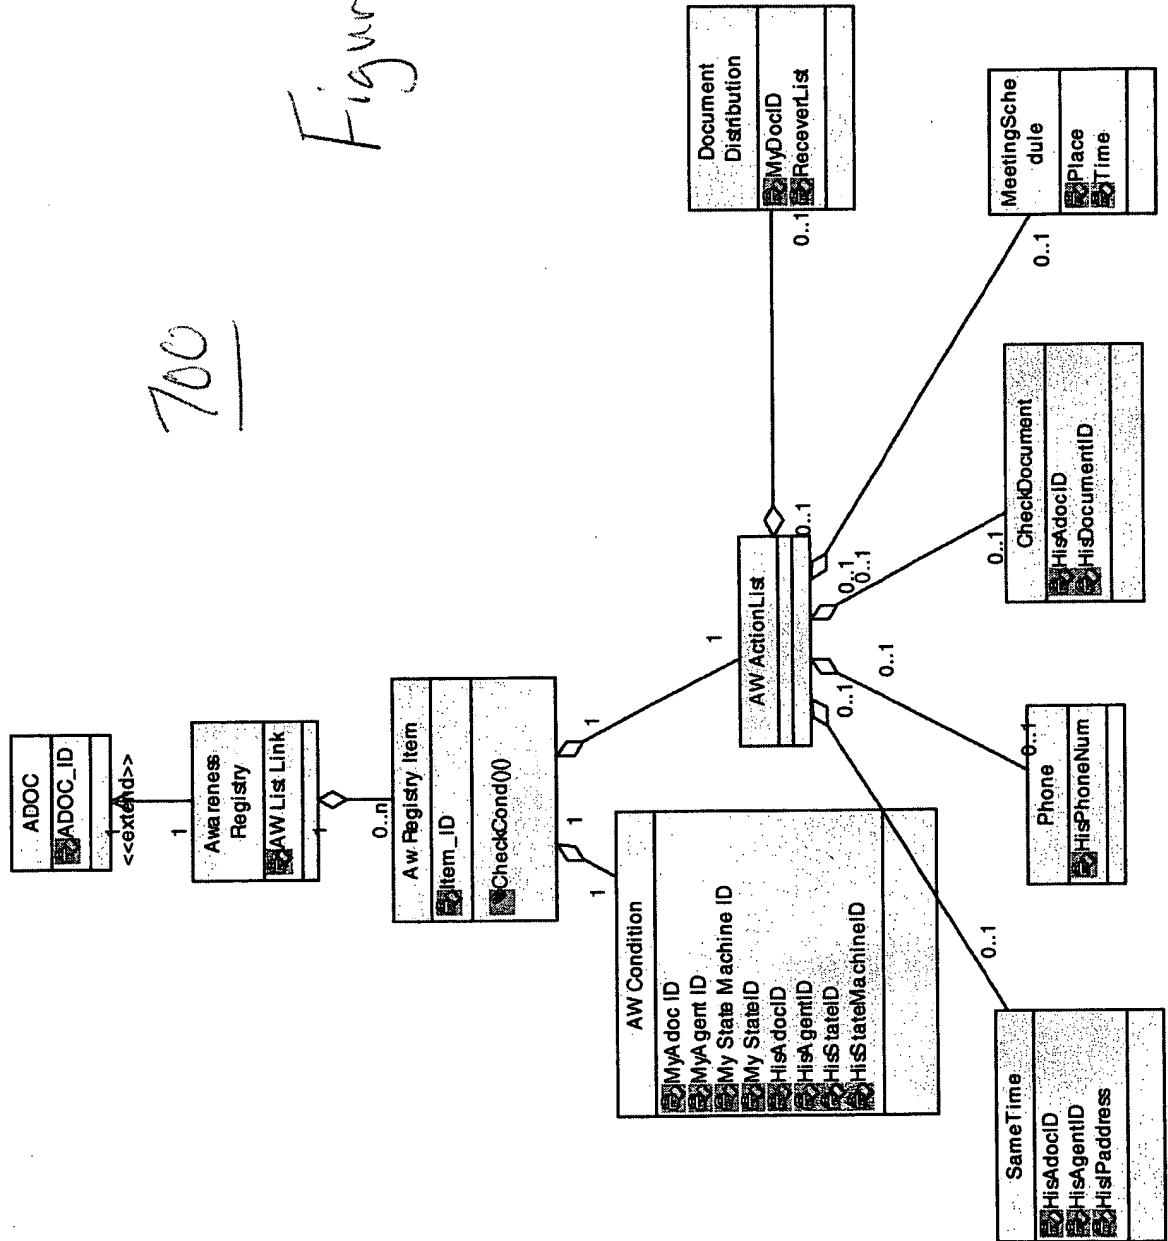 Figur
700
ADOC
ADOC_ID
1
<<extend>>
1
Awareness
Registry
AW List Link
1
0..n
Aw Registry Item
Item_ID
CheckCond00
1
1
1
1
AW Condition
MyAdoc ID
MyAgent ID
My State Machine ID
My StateID
HisAdocID
HisAgentID
HisStateID
HisStateMachineID
AW ActionList
0..1
0..1
0..1
0..1
0..1
Document
Distribution
MyDocID
ReceverList
0..1
MeetingSche
dule
Place
Time
0..1
CheckDocument
HisAdocID
HisDocumentID
0..1
Phone
HisPhoneNum
0..1
0..1
SameTime
HisAdocID
HisAgentID
HisIPaddress